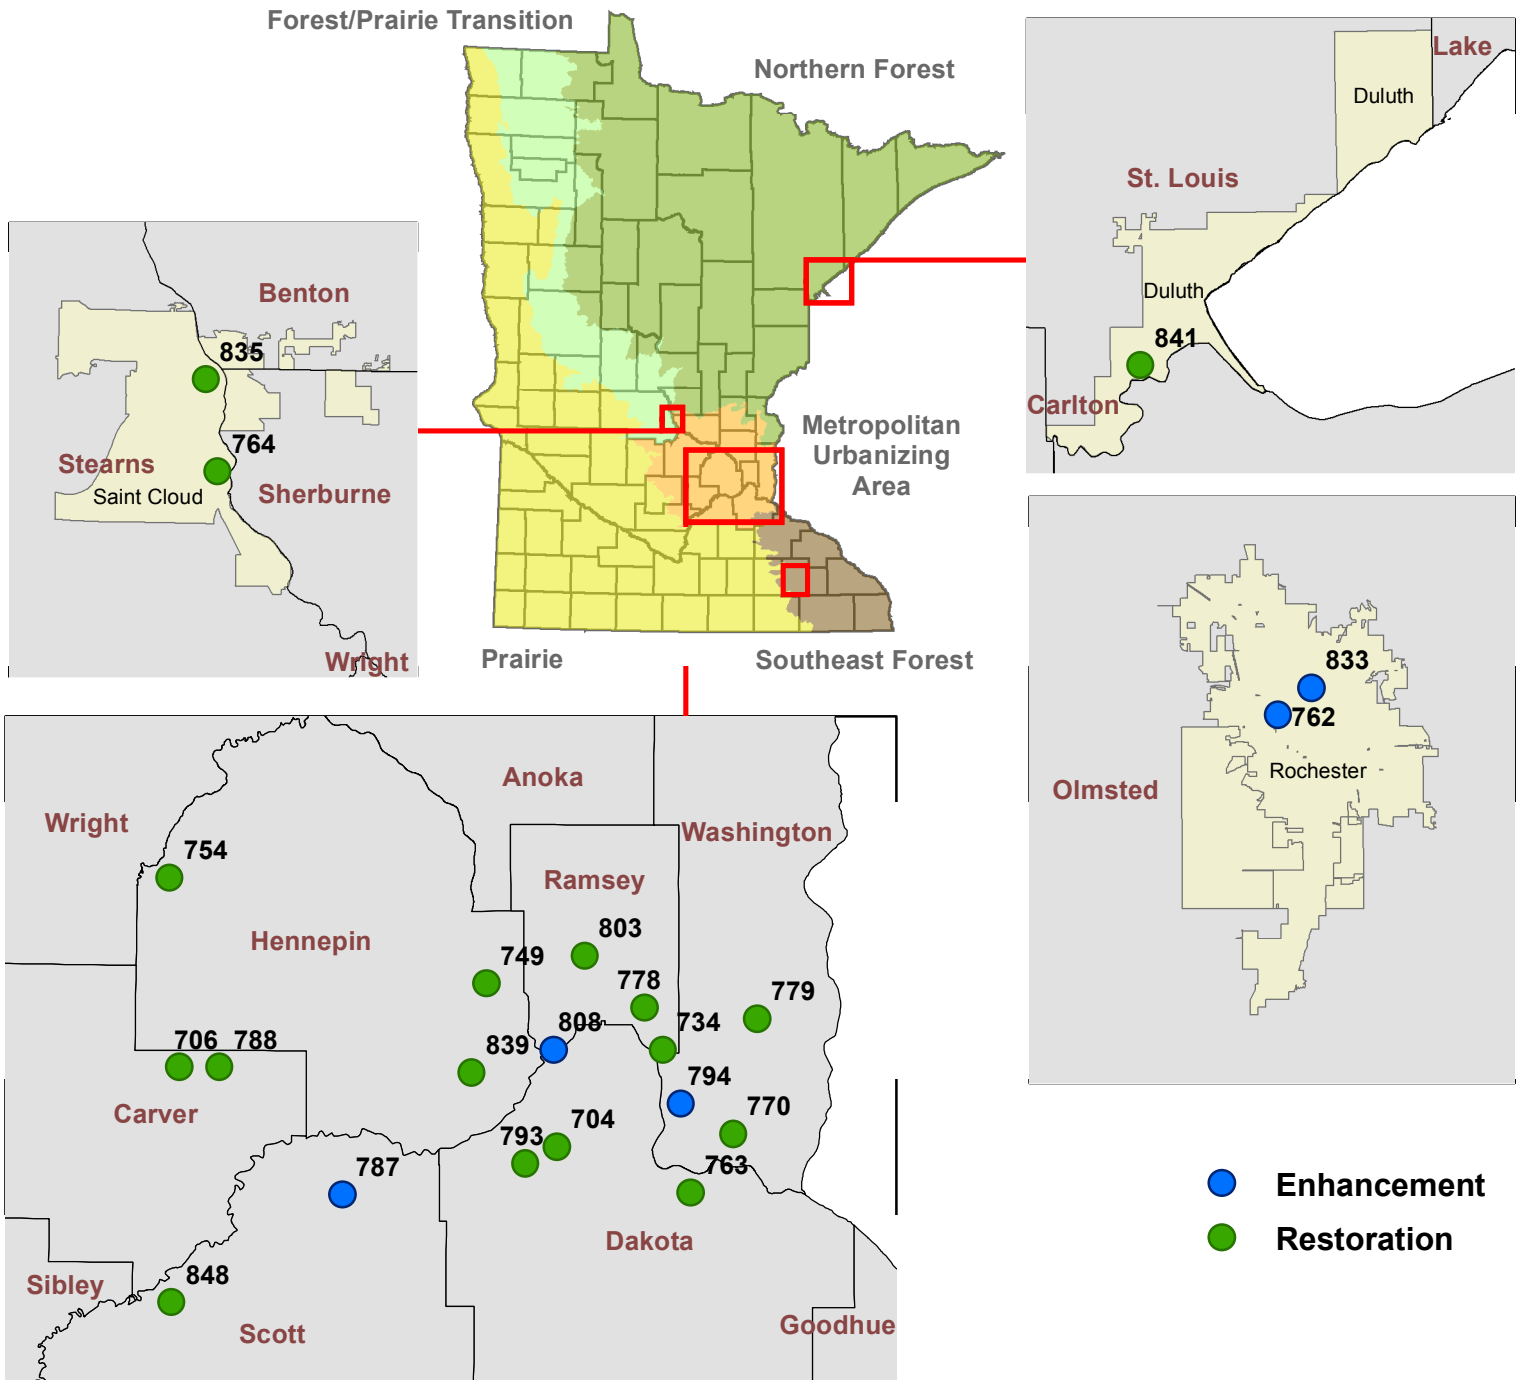 Forest/Prairie Transition
Northern Forest
Metropolitan
Urbanizing
Area
Prairie
Southeast Forest
Benton
835
764
Stearns
Saint Cloud
Sherburne
Wright
Lake
Duluth
St. Louis
Duluth
841
Carlton
833
762
Rochester
Olmsted
Anoka
Wright
Washington
754
Ramsey
Hennepin
803
749
778
779
808
734
706
788
839
794
Carver
770
704
793
763
787
Dakota
848
Sibley
Scott
Goodhue
Enhancement
Restoration